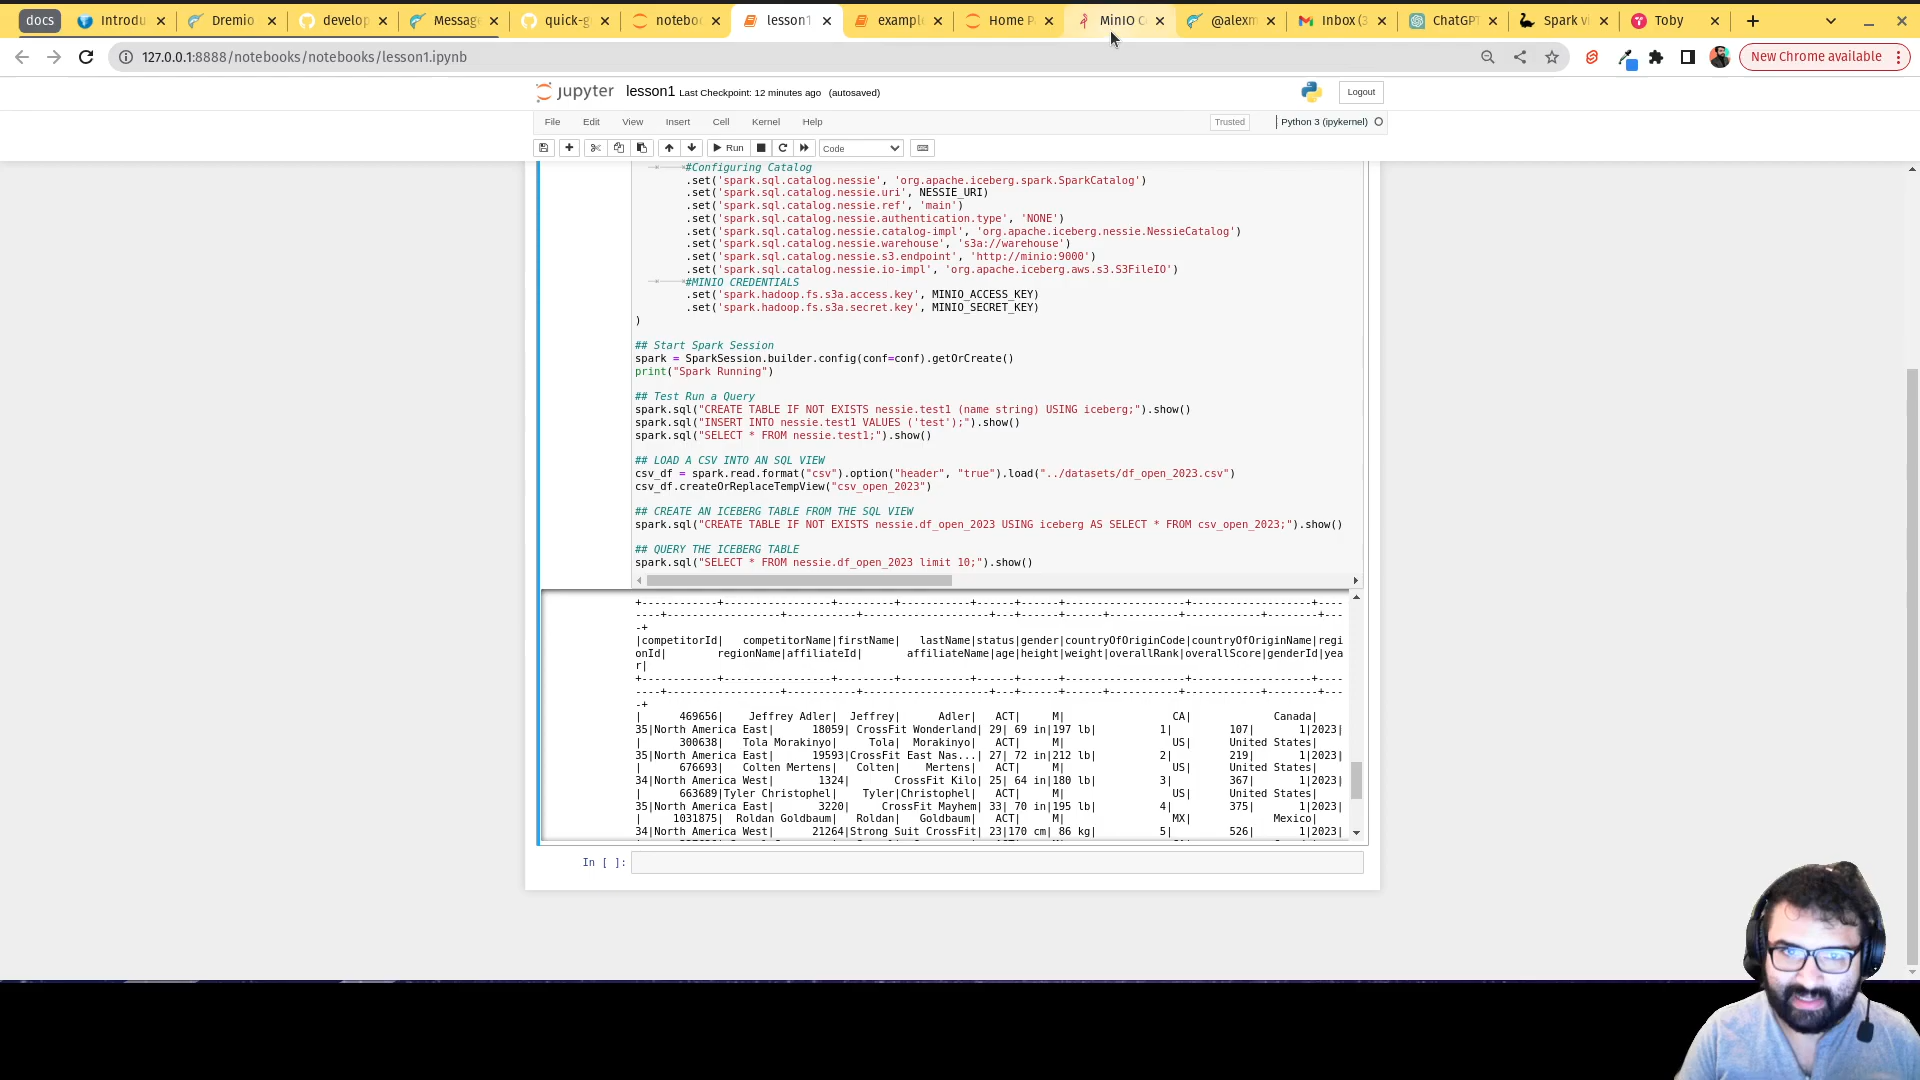 docs Introdu Dremio develop Messag quick-g noteboo lesson1 example Home P MinIO C @alexm Inbox (3 ChatGPT Spark vi Toby
127.0.0.1:8888/notebooks/notebooks/lesson1.ipynb New Chrome available
jupyter lesson1 Last Checkpoint: 12 minutes ago (autosaved) Logout
File Edit View Insert Cell Kernel Help Trusted Python 3 (ipykernel)
Run Code
#Configuring Catalog
.set('spark.sql.catalog.nessie', 'org.apache.iceberg.spark.SparkCatalog')
.set('spark.sql.catalog.nessie.uri', NESSIE_URI)
.set('spark.sql.catalog.nessie.ref', 'main')
.set('spark.sql.catalog.nessie.authentication.type', 'NONE')
.set('spark.sql.catalog.nessie.catalog-impl', 'org.apache.iceberg.nessie.NessieCatalog')
.set('spark.sql.catalog.nessie.warehouse', 's3a://warehouse')
.set('spark.sql.catalog.nessie.s3.endpoint', 'http://minio:9000')
.set('spark.sql.catalog.nessie.io-impl', 'org.apache.iceberg.aws.s3.S3FileIO')
#MINIO CREDENTIALS
.set('spark.hadoop.fs.s3a.access.key', MINIO_ACCESS_KEY)
.set('spark.hadoop.fs.s3a.secret.key', MINIO_SECRET_KEY)
)
## Start Spark Session
spark = SparkSession.builder.config(conf=conf).getOrCreate()
print("Spark Running")
## Test Run a Query
spark.sql("CREATE TABLE IF NOT EXISTS nessie.test1 (name string) USING iceberg;").show()
spark.sql("INSERT INTO nessie.test1 VALUES ('test');").show()
spark.sql("SELECT * FROM nessie.test1;").show()
## LOAD A CSV INTO AN SQL VIEW
csv_df = spark.read.format("csv").option("header", "true").load("../datasets/df_open_2023.csv")
csv_df.createOrReplaceTempView("csv_open_2023")
## CREATE AN ICEBERG TABLE FROM THE SQL VIEW
spark.sql("CREATE TABLE IF NOT EXISTS nessie.df_open_2023 USING iceberg AS SELECT * FROM csv_open_2023;").show()
## QUERY THE ICEBERG TABLE
spark.sql("SELECT * FROM nessie.df_open_2023 limit 10;").show()
+------------+-----------------+---------+-----------+------+------+-------------------+-------------------+----
----+------------------+-----------+--------------------+---+------+------+-----------+------------+--------+---
-+
|competitorId|   competitorName|firstName|   lastName|status|gender|countryOfOriginCode|countryOfOriginName|regi
onId|        regionName|affiliateId|       affiliateName|age|height|weight|overallRank|overallScore|genderId|yea
r|
+------------+-----------------+---------+-----------+------+------+-------------------+-------------------+----
----+------------------+-----------+--------------------+---+------+------+-----------+------------+--------+---
-+
|      469656|    Jeffrey Adler|  Jeffrey|      Adler|   ACT|     M|                 CA|             Canada|
35|North America East|      18059| CrossFit Wonderland| 29| 69 in|197 lb|          1|         107|       1|2023|
|      300638|   Tola Morakinyo|     Tola|  Morakinyo|   ACT|     M|                 US|      United States|
35|North America East|      19593|CrossFit East Nas...| 27| 72 in|212 lb|          2|         219|       1|2023|
|      676693|   Colten Mertens|   Colten|    Mertens|   ACT|     M|                 US|      United States|
34|North America West|       1324|       CrossFit Kilo| 25| 64 in|180 lb|          3|         367|       1|2023|
|      663689|Tyler Christophel|    Tyler|Christophel|   ACT|     M|                 US|      United States|
35|North America East|       3220|     CrossFit Mayhem| 33| 70 in|195 lb|          4|         375|       1|2023|
|     1031875|  Roldan Goldbaum|   Roldan|   Goldbaum|   ACT|     M|                 MX|             Mexico|
34|North America West|      21264|Strong Suit CrossFit| 23|170 cm| 86 kg|          5|         526|       1|2023|
In [ ]: